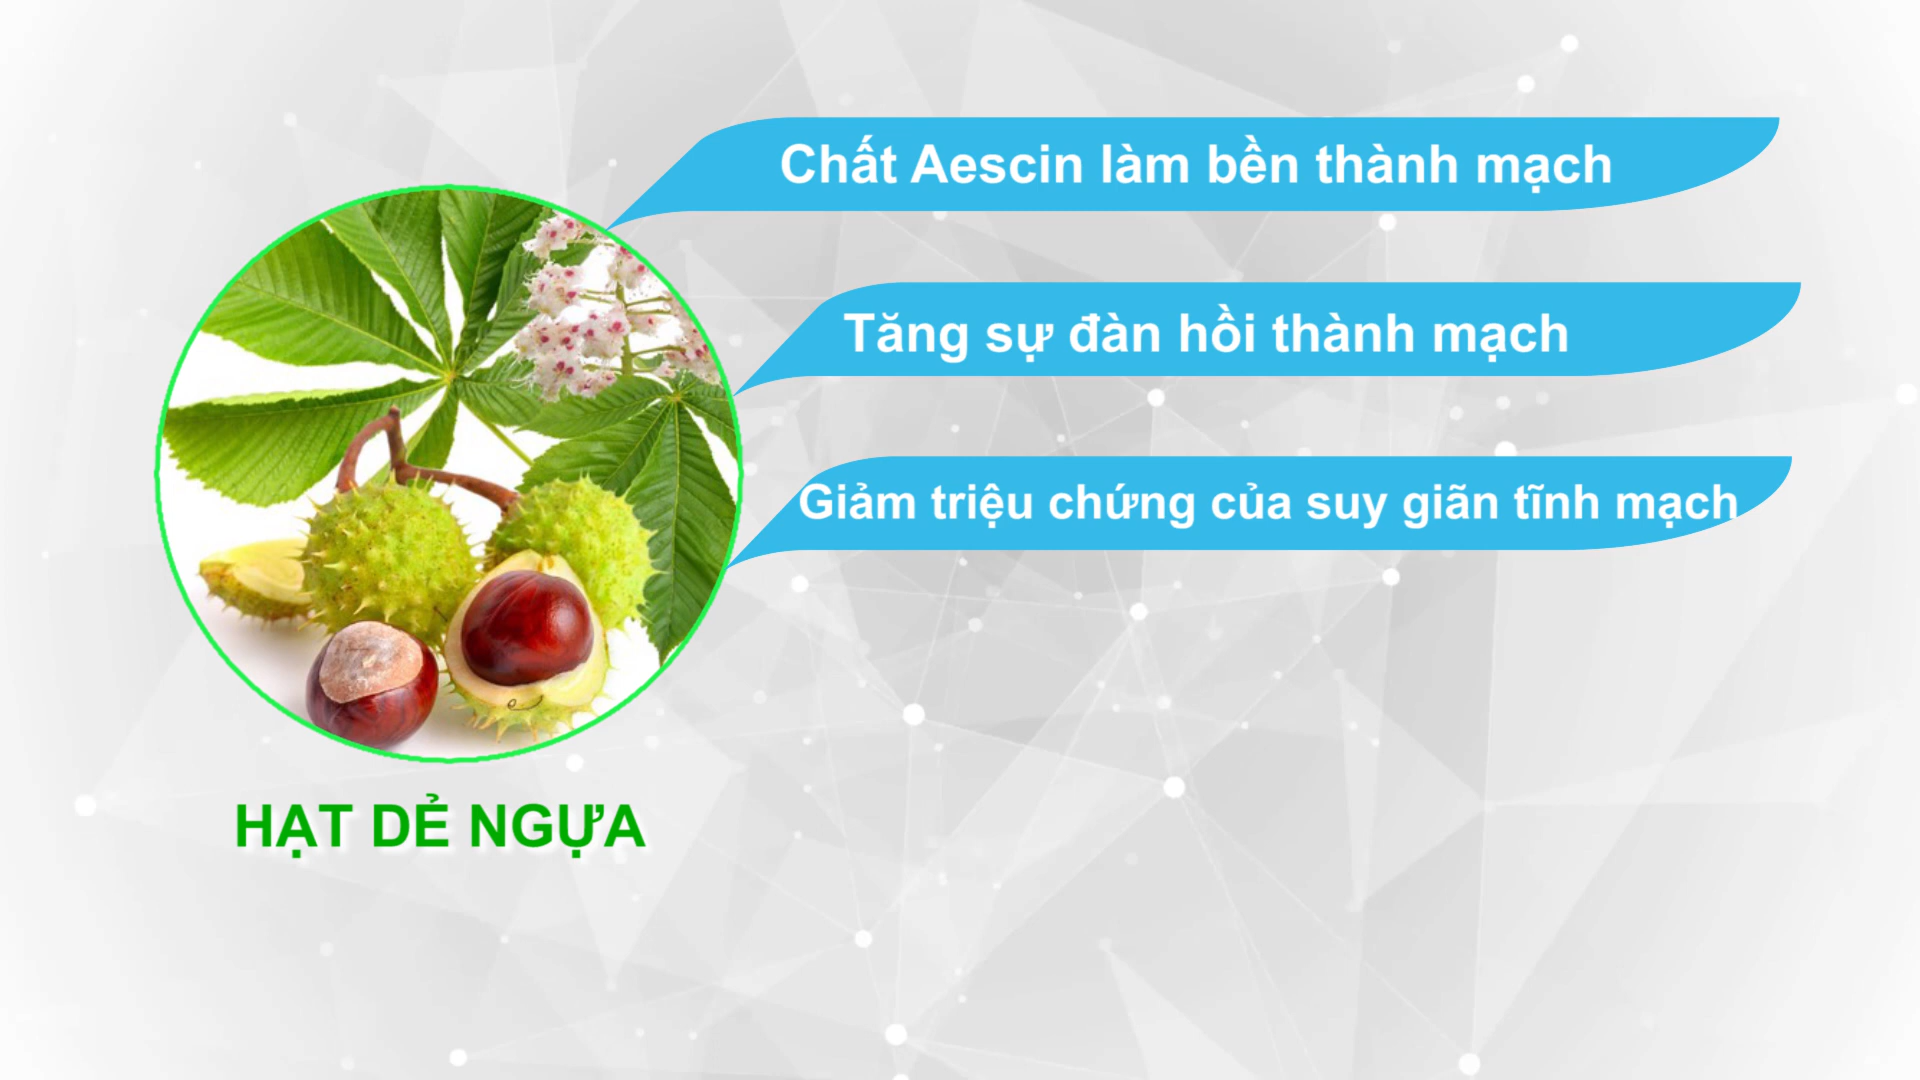 Chất Aescin làm bền thành mạch
Tăng sự đàn hồi thành mạch
Giảm triệu chứng của suy giãn tĩnh mạch
HẠT DẺ NGỰA